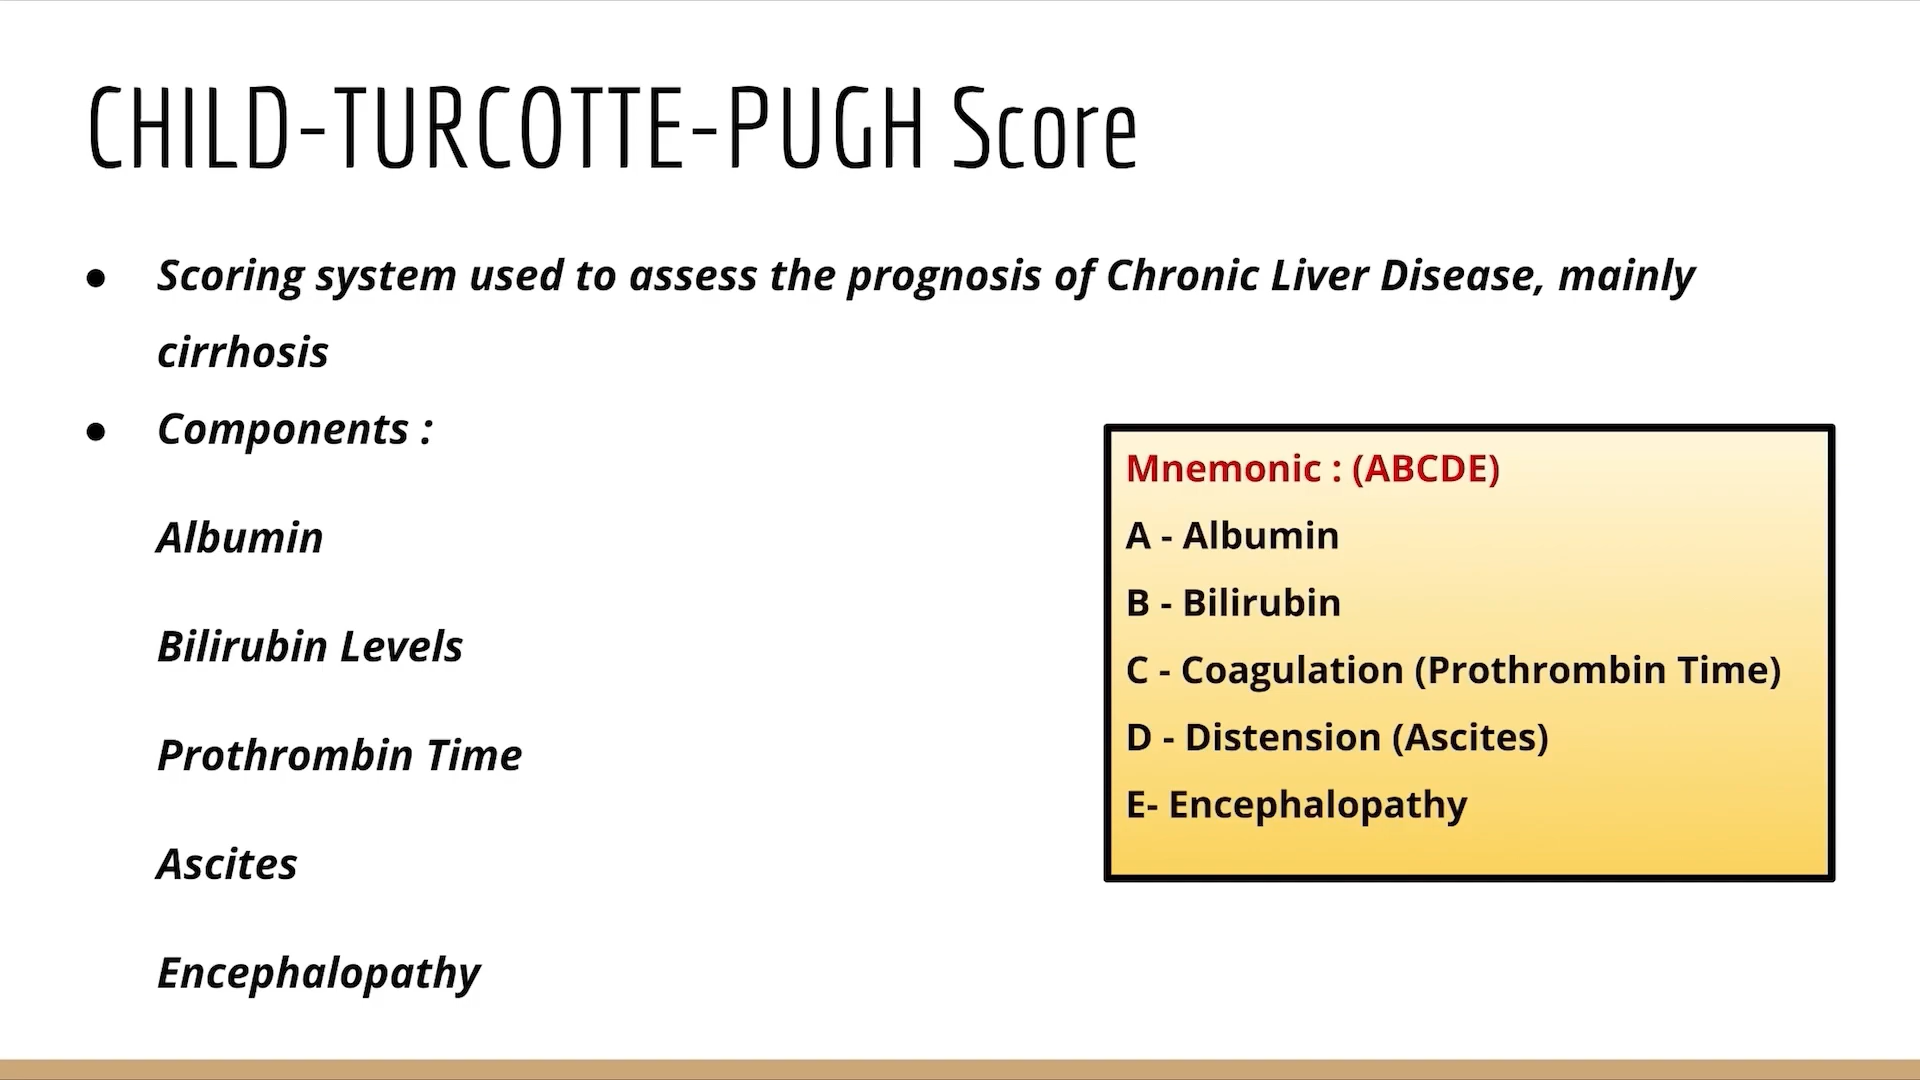 CHILD-TURCOTTE-PUGH Score
● Scoring system used to assess the prognosis of Chronic Liver Disease, mainly
cirrhosis
● Components :
Albumin
Bilirubin Levels
Prothrombin Time
Ascites
Encephalopathy
Mnemonic : (ABCDE)
A - Albumin
B - Bilirubin
C - Coagulation (Prothrombin Time)
D - Distension (Ascites)
E- Encephalopathy